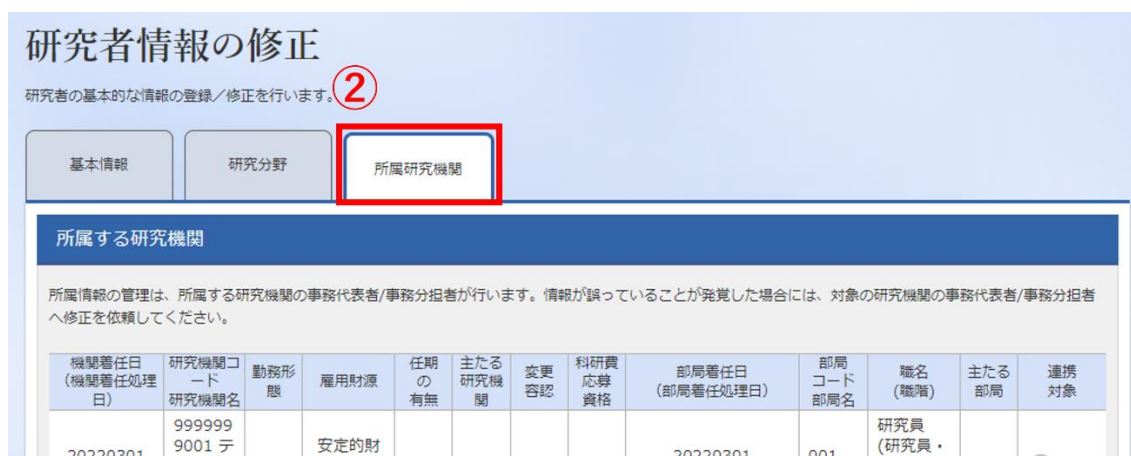 研究者情報の修正
研究者の基本的な情報の登録／修正を行います。
②
基本情報 研究分野 所属研究機関
所属する研究機関
所属情報の管理は、所属する研究機関の事務代表者/事務分担者が行います。情報が誤っていることが発覚した場合には、対象の研究機関の事務代表者/事務分担者
へ修正を依頼してください。
機関着任日
（機関着任処理
日）
研究機関コ
ード
研究機関名
勤務形
態
雇用財源
任期
の
有無
主たる
研究機
関
変更
容認
科研費
応募
資格
部局着任日
（部局着任処理日）
部局
コード
部局名
職名
（職階）
主たる
部局
連携
対象
20220301
999999
9001 テ
安定的財
20220301
001
研究員
(研究員・